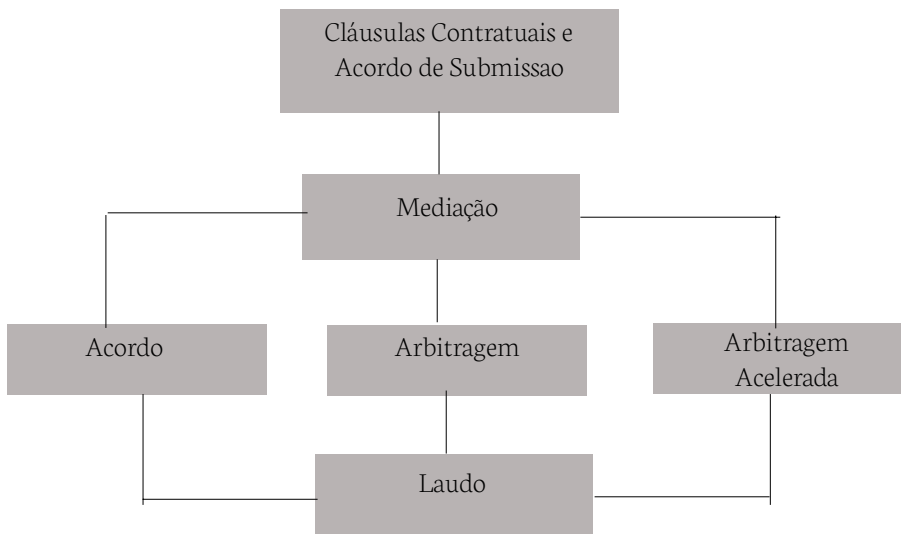 Cláusulas Contratuais e
Acordo de Submissao
Mediação
Acordo
Arbitragem
Arbitragem
Acelerada
Laudo